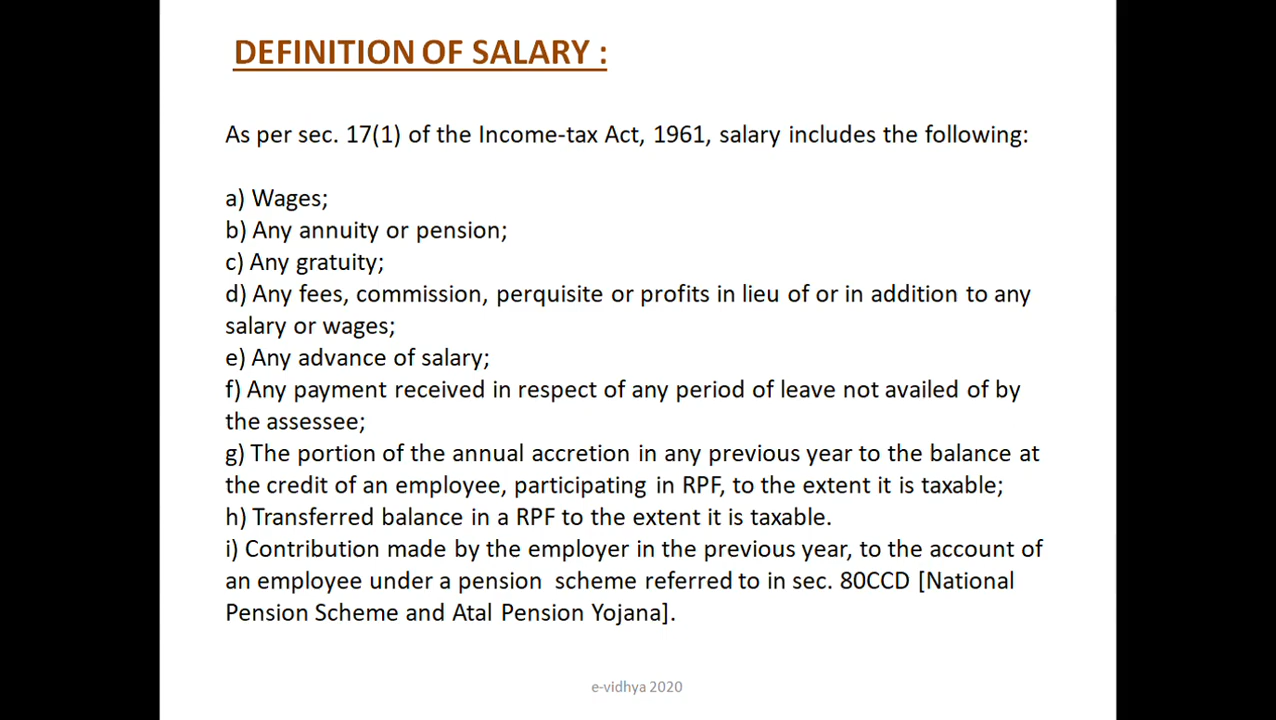 DEFINITION OF SALARY :
As per sec. 17(1) of the Income-tax Act, 1961, salary includes the following:
a) Wages;
b) Any annuity or pension;
c) Any gratuity;
d) Any fees, commission, perquisite or profits in lieu of or in addition to any
salary or wages;
e) Any advance of salary;
f) Any payment received in respect of any period of leave not availed of by
the assessee;
g) The portion of the annual accretion in any previous year to the balance at
the credit of an employee, participating in RPF, to the extent it is taxable;
h) Transferred balance in a RPF to the extent it is taxable.
i) Contribution made by the employer in the previous year, to the account of
an employee under a pension scheme referred to in sec. 80CCD [National
Pension Scheme and Atal Pension Yojana].
e-vidhya 2020